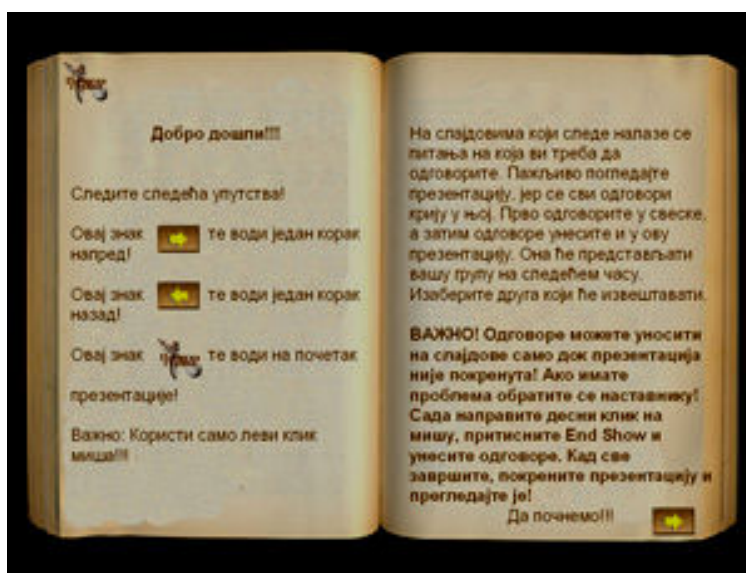 Добро дошли!!!
Следите следећа упутства!
Овај знак те води један корак
напред!
Овај знак те води један корак
назад!
Овај знак те води на почетак
презентације!
Важно: Користи само леви клик
миша!!!
На слајдовима који следе налазе се
питања на која ви треба да
одговорите. Пажљиво погледајте
презентацију, јер се сви одговори
крију у њој. Прво одговорите у свеске,
а затим одговоре унесите и у ову
презентацију. Она ће представљати
вашу групу на следећем часу.
Изаберите друга који ће извештавати.
ВАЖНО! Одговоре можете уносити
на слајдове само док презентација
није покренута! Ако имате
проблема обратите се наставнику!
Сада направите десни клик на
мишу, притисните End Show и
унесите одговоре. Кад све
завршите, покрените презентацију и
прегледајте је!
Да почнемо!!!